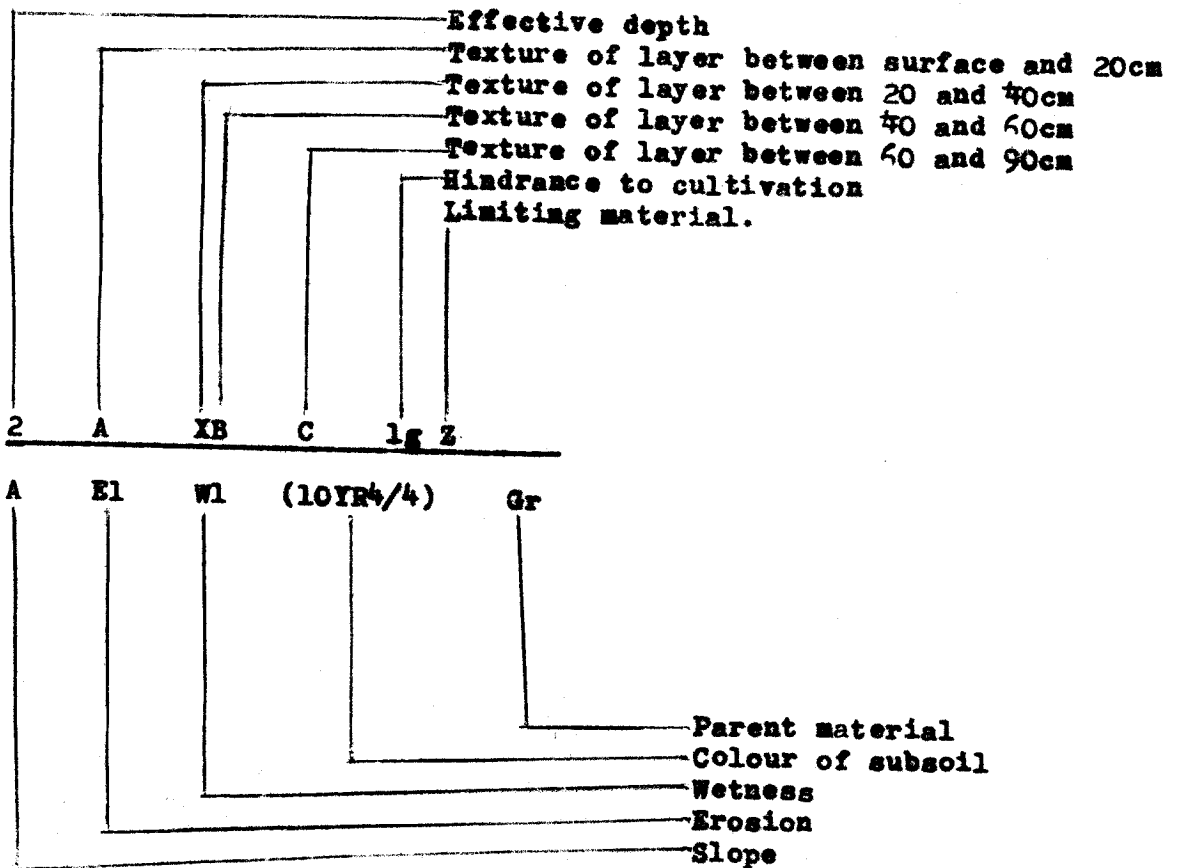 Effective depth
Texture of layer between surface and 20cm
Texture of layer between 20 and 40cm
Texture of layer between 40 and 60cm
Texture of layer between 60 and 90cm
Hindrance to cultivation
Limiting material.
2 A XB C 1g Z
A E1 W1 (10YR4/4) Gr
Parent material
Colour of subsoil
Wetness
Erosion
Slope